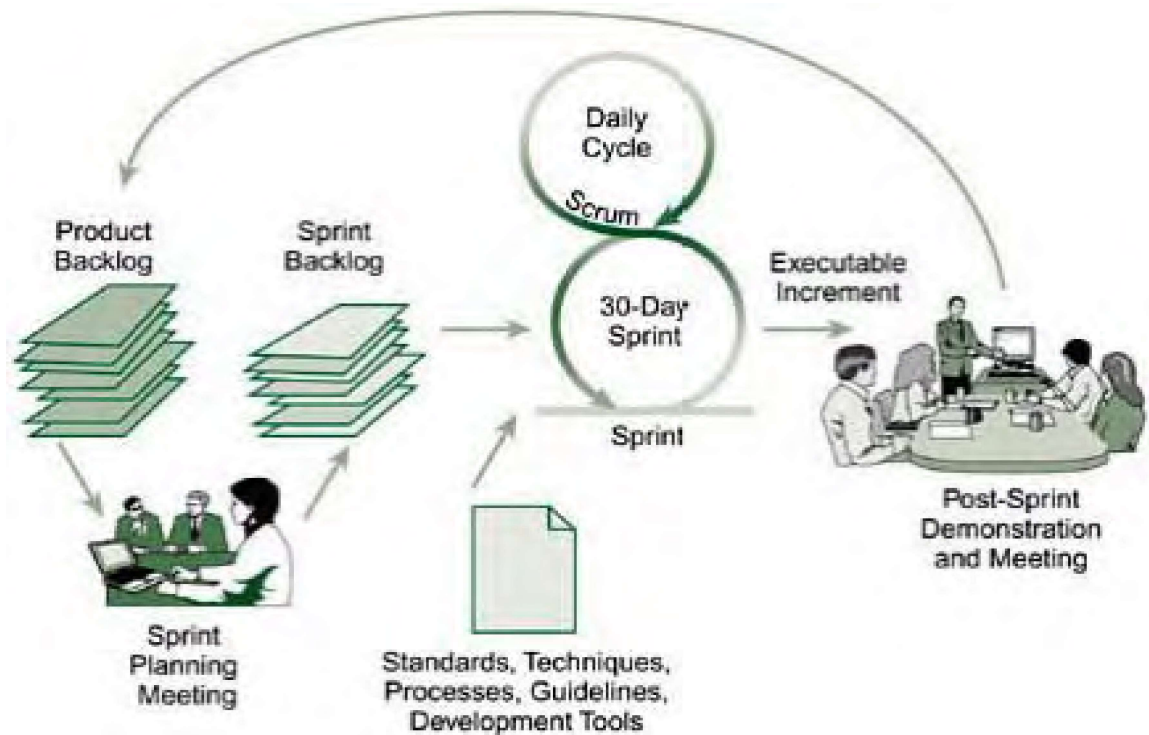 Daily
Cycle
Scrum
Product
Backlog
Sprint
Backlog
Executable
Increment
30-Day
Sprint
Sprint
Post-Sprint
Demonstration
and Meeting
Sprint
Planning
Meeting
Standards, Techniques,
Processes, Guidelines,
Development Tools